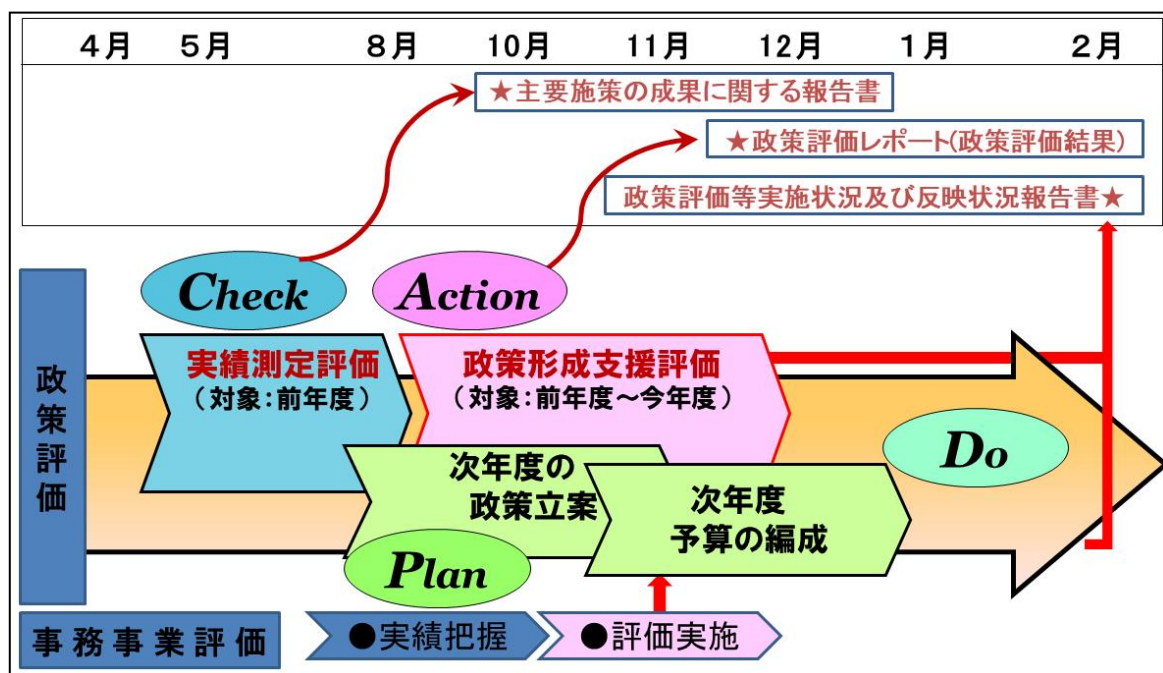 4月 5月 8月 10月 11月 12月 1月 2月
★主要施策の成果に関する報告書
★政策評価レポート(政策評価結果)
政策評価等実施状況及び反映状況報告書★
Check
Action
政策評価
実績測定評価
(対象:前年度)
政策形成支援評価
(対象:前年度~今年度)
Do
次年度の
政策立案
次年度
予算の編成
Plan
事務事業評価
●実績把握
●評価実施